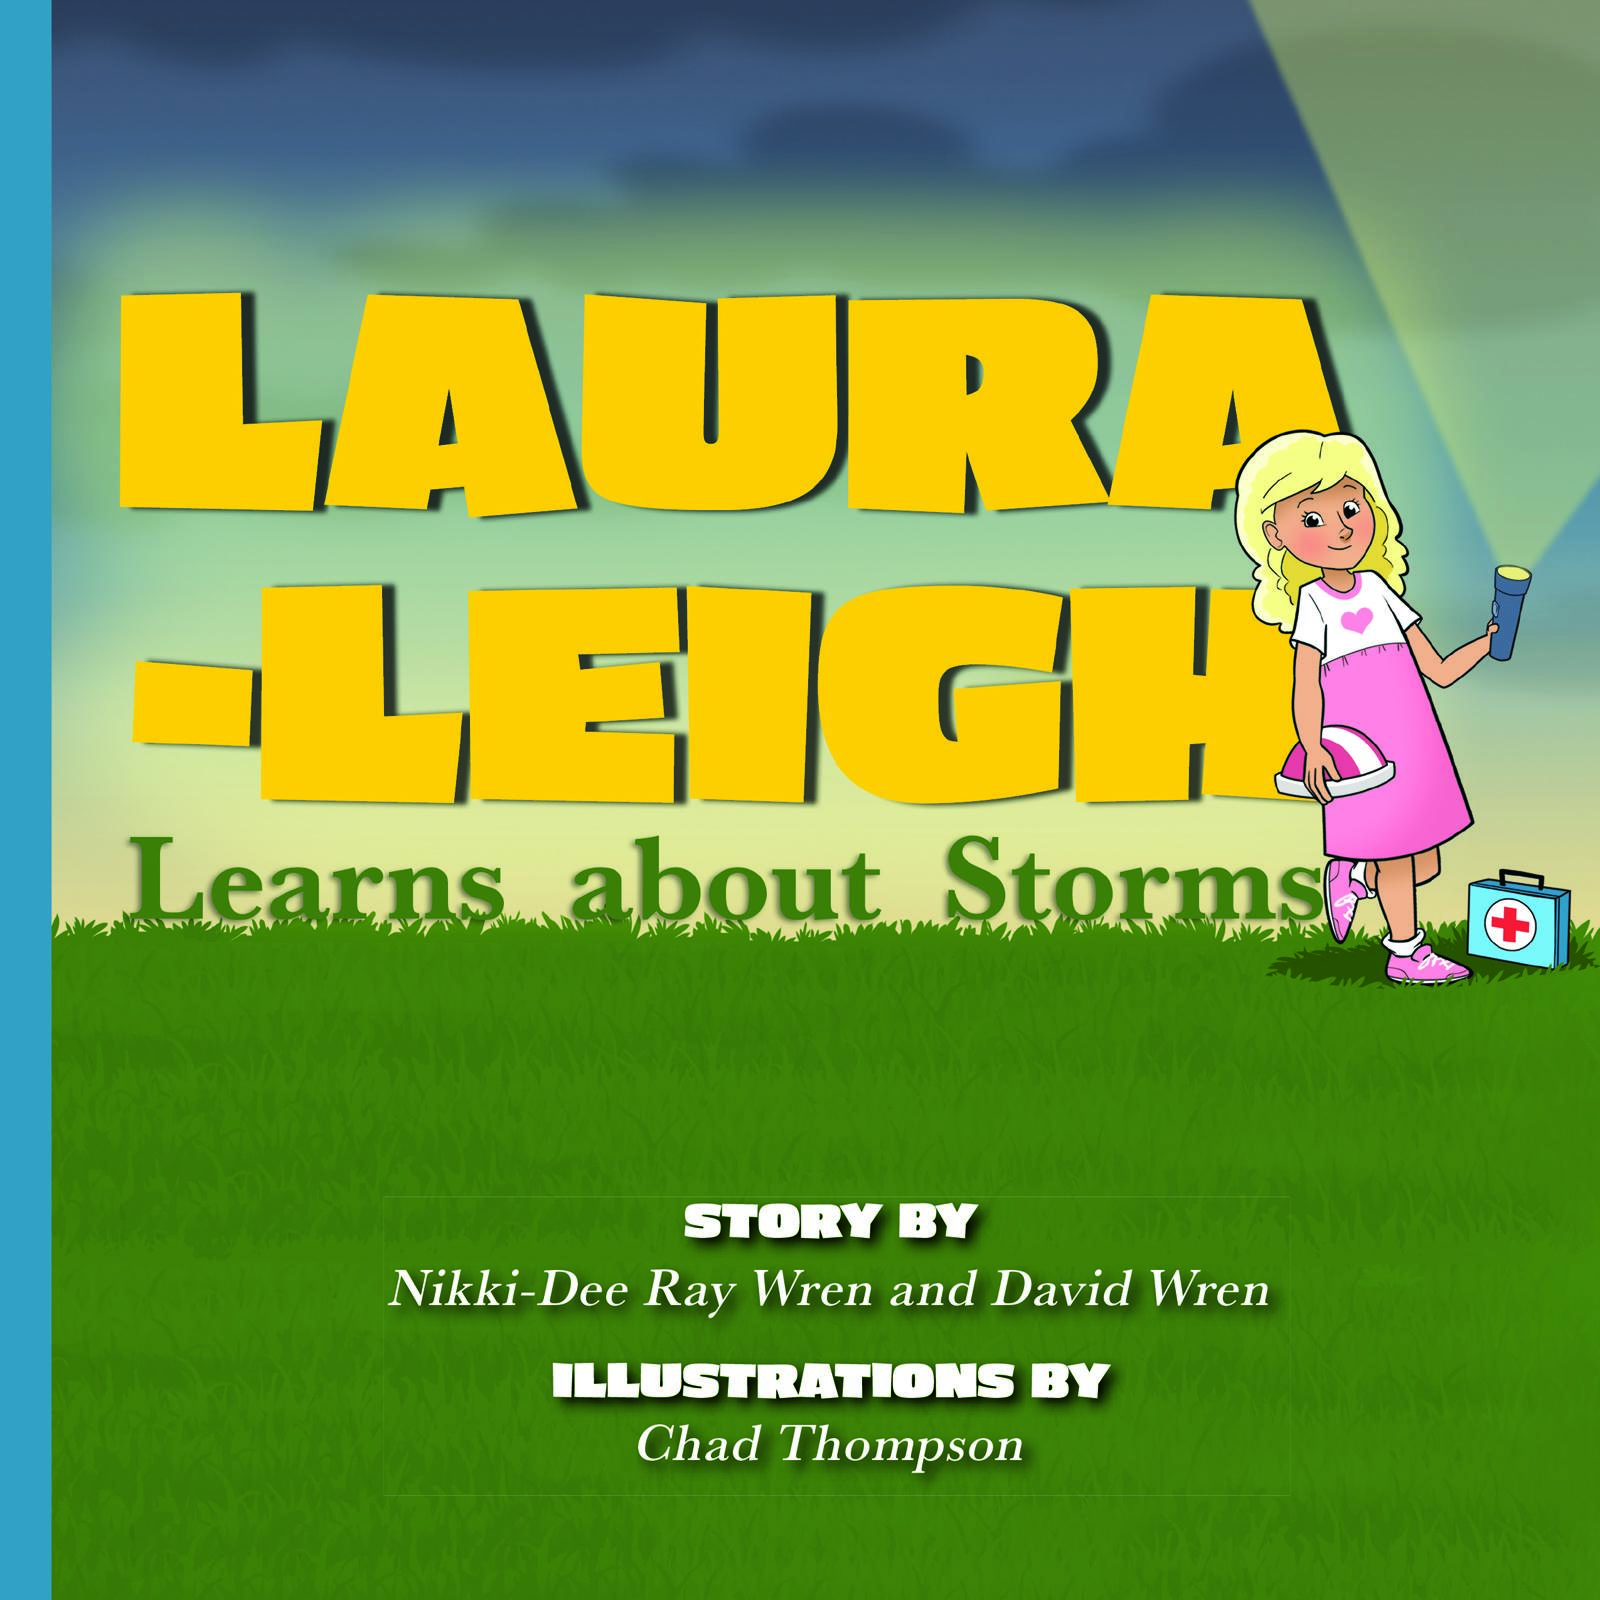 LAURA
-LEIGH
Learns about Storms
STORY BY
Nikki-Dee Ray Wren and David Wren
ILLUSTRATIONS BY
Chad Thompson